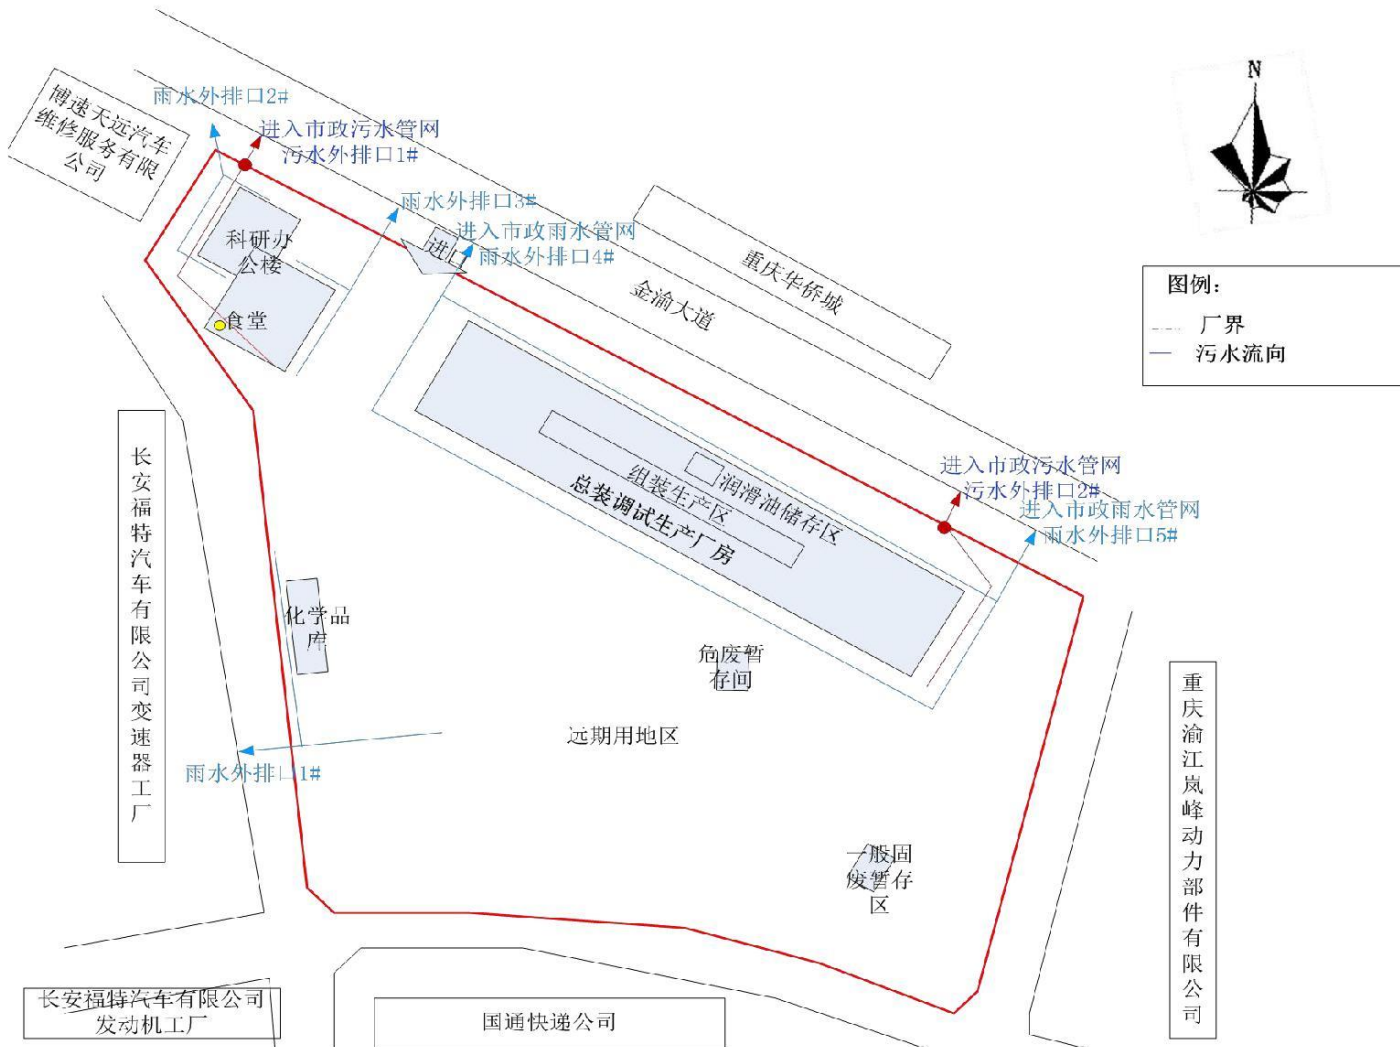 N
雨水外排口2#
博速天远汽车
维修服务有限
公司
进入市政污水管网
污水外排口1#
雨水外排口3#
进入市政雨水管网
雨水外排口4#
进口
科研办
公楼
食堂
重庆华侨城
金渝大道
图例：
厂界
污水流向
润滑油储存区
组装生产区
总装调试生产厂房
进入市政污水管网
污水外排口2#
进入市政雨水管网
雨水外排口5#
长安福特汽车有限公司变速器工厂
化学品
库
危废暂
存间
远期用地区
雨水外排口1#
重庆渝江岚峰动力部件有限公司
一般固
废暂存
区
长安福特汽车有限公司
发动机工厂
国通快递公司